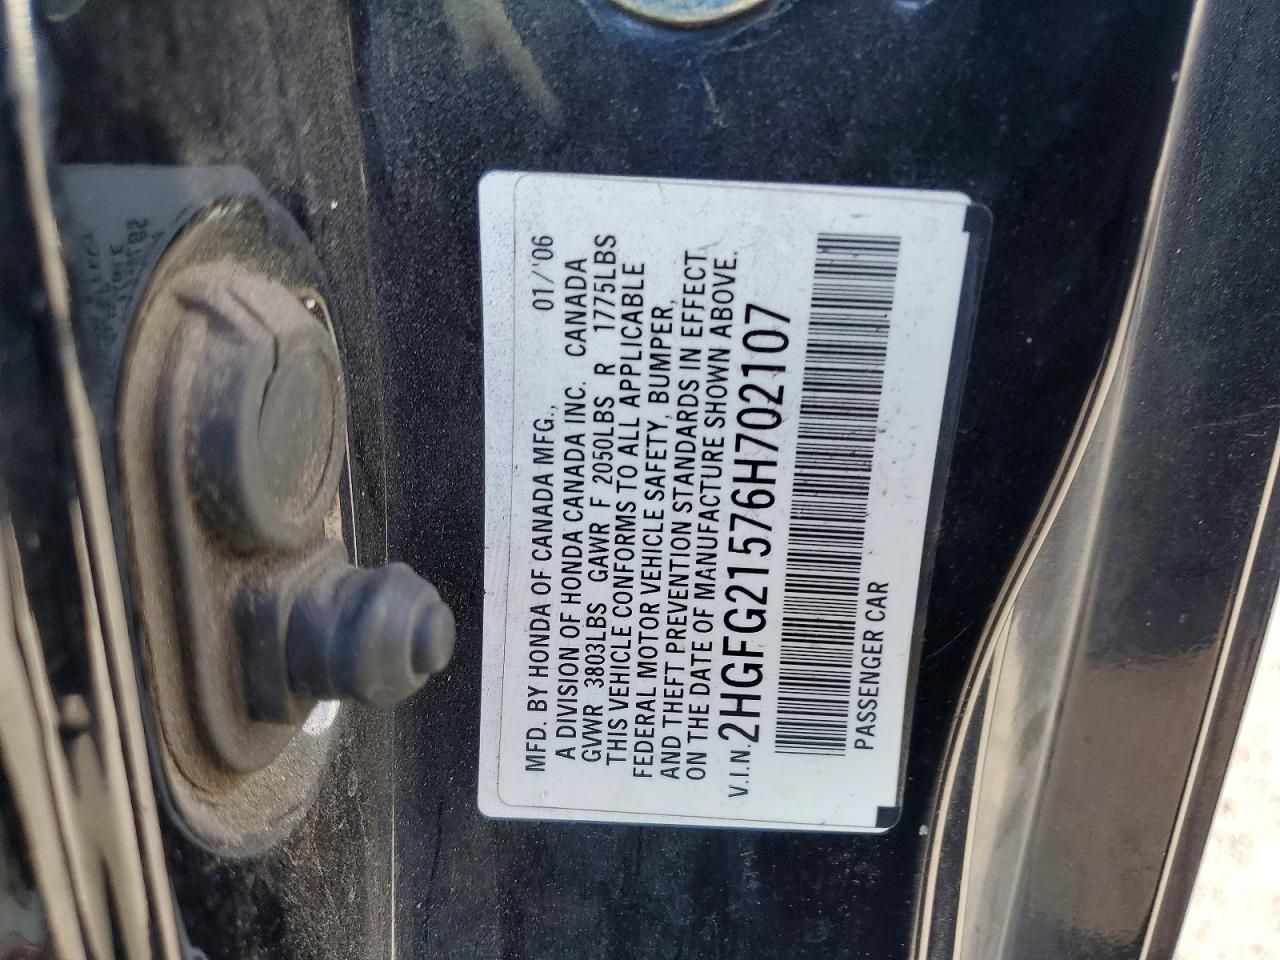 MFD. BY HONDA OF CANADA MFG., 01/'06
A DIVISION OF HONDA CANADA INC. CANADA
GVWR 3803LBS GAWR F 2050LBS R 1775LBS
THIS VEHICLE CONFORMS TO ALL APPLICABLE
FEDERAL MOTOR VEHICLE SAFETY, BUMPER,
AND THEFT PREVENTION STANDARDS IN EFFECT
ON THE DATE OF MANUFACTURE SHOWN ABOVE.
V.I.N. 2HGFG21576H702107
PASSENGER CAR